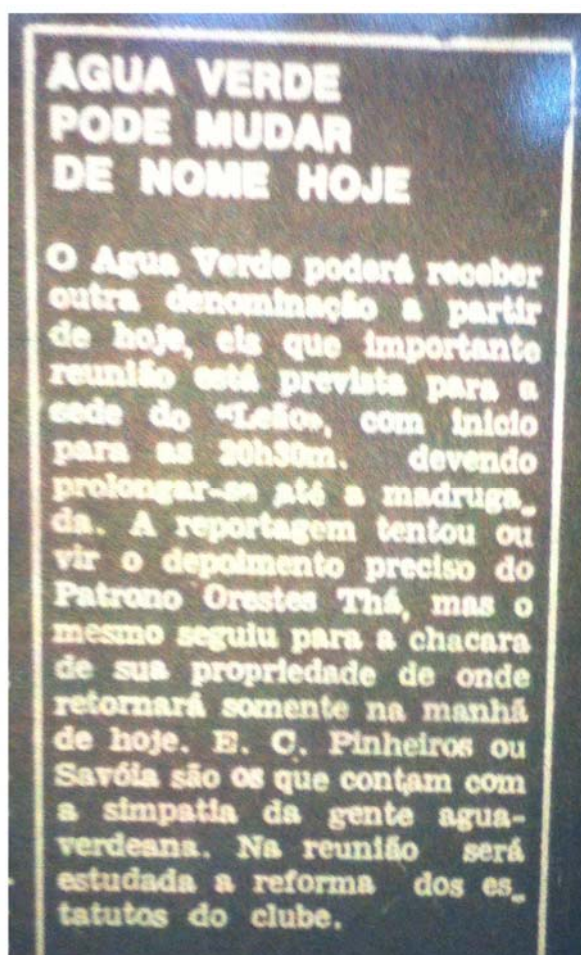 AGUA VERDE
PODE MUDAR
DE NOME HOJE
O Agua Verde poderá receber
outra denominação a partir
de hoje, eis que importante
reunião está prevista para a
sede do «Leão», com inicio
para as 20h30m. devendo
prolongar-se até a madruga_
da. A reportagem tentou ou
vir o depoimento preciso do
Patrono Orestes Thá, mas o
mesmo seguiu para a chacara
de sua propriedade de onde
retornará somente na manhã
de hoje. E. C. Pinheiros ou
Savóia são os que contam com
a simpatia da gente agua-
verdeana. Na reunião será
estudada a reforma dos es_
tatutos do clube.